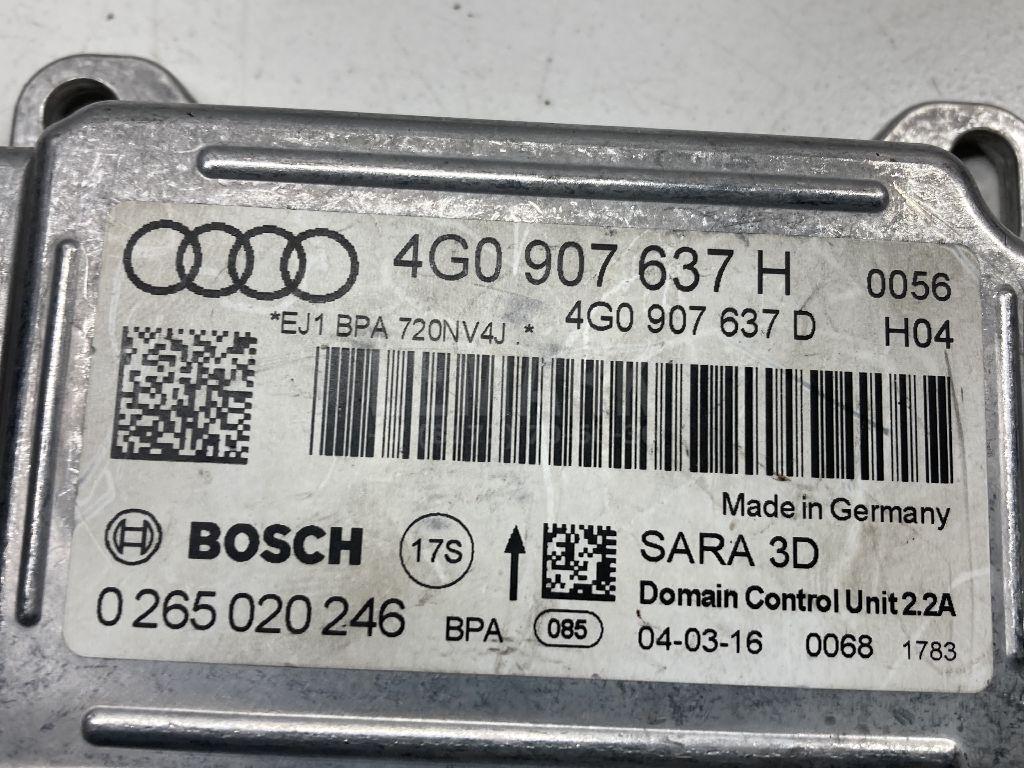 4G0 907 637 H 0056
*EJ1 BPA 720NV4J * 4G0 907 637 D H04
Made in Germany
BOSCH 17S SARA 3D
Domain Control Unit 2.2A
0 265 020 246 BPA 085 04-03-16 0068 1783